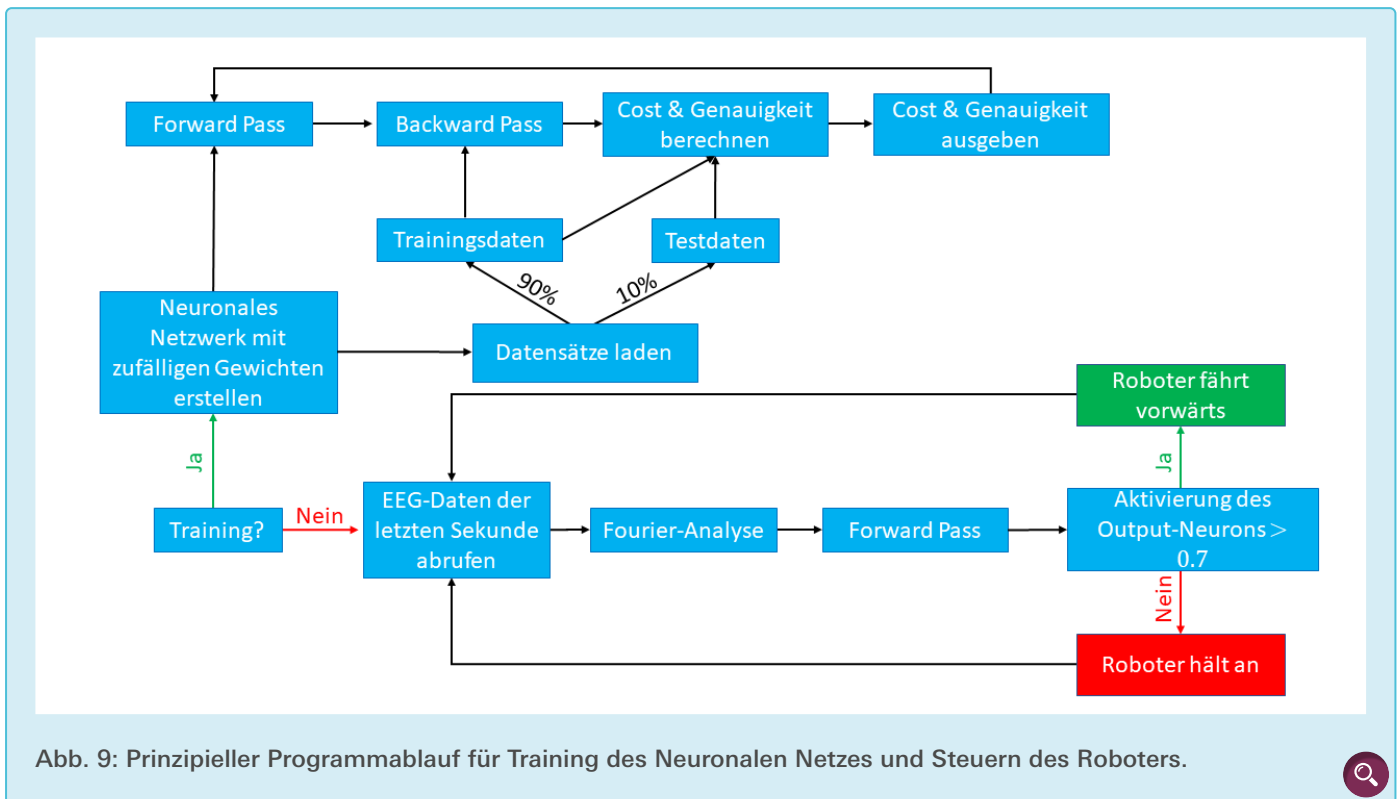 Forward Pass
Backward Pass
Cost & Genauigkeit
berechnen
Cost & Genauigkeit
ausgeben
Trainingsdaten
Testdaten
90%
10%
Neuronales
Netzwerk mit
zufälligen Gewichten
erstellen
Datensätze laden
Roboter fährt
vorwärts
Ja
Ja
Training?
Nein
EEG-Daten der
letzten Sekunde
abrufen
Fourier-Analyse
Forward Pass
Aktivierung des
Output-Neurons >
0.7
Nein
Roboter hält an
Abb. 9: Prinzipieller Programmablauf für Training des Neuronalen Netzes und Steuern des Roboters.